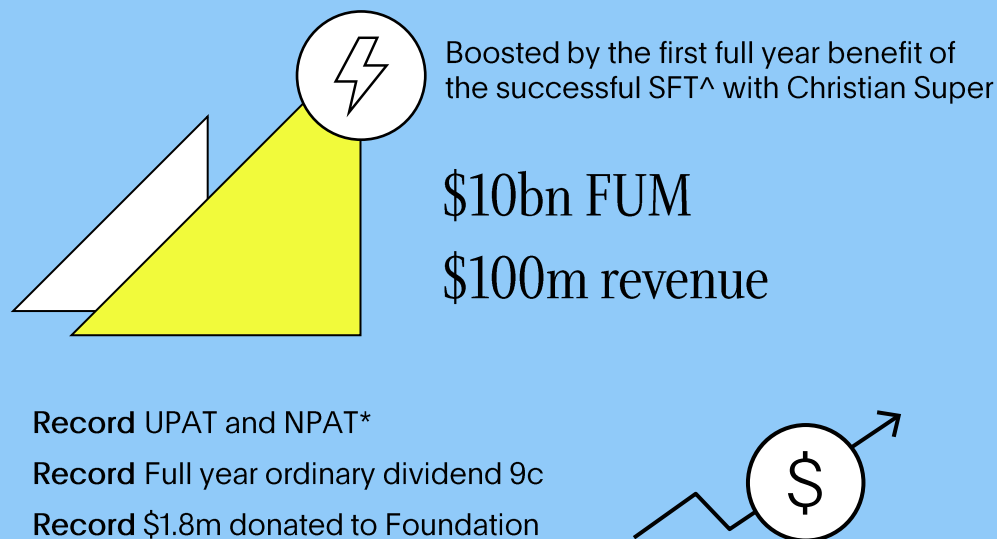 Boosted by the first full year benefit of
the successful SFT^ with Christian Super
$10bn FUM
$100m revenue
Record UPAT and NPAT*
Record Full year ordinary dividend 9c
Record $1.8m donated to Foundation
$